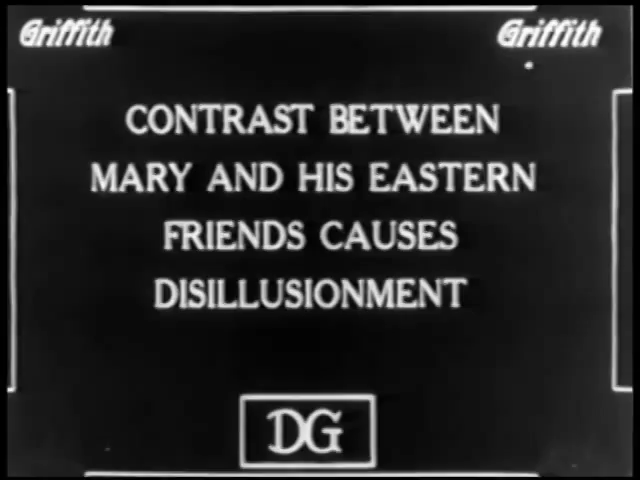 Griffith Griffith
CONTRAST BETWEEN
MARY AND HIS EASTERN
FRIENDS CAUSES
DISILLUSIONMENT
DG